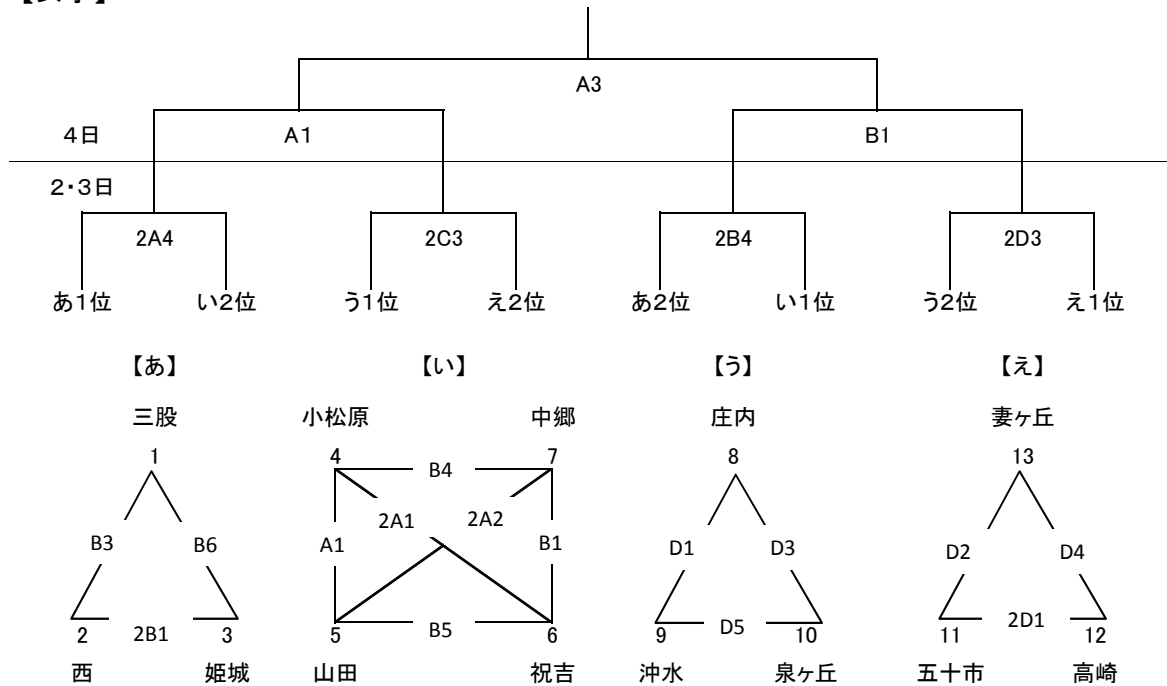 A3
4日 A1 B1
2・3日
2A4 2C3 2B4 2D3
あ1位 い2位 う1位 え2位 あ2位 い1位 う2位 え1位
【あ】 【い】 【う】 【え】
三股 小松原 中郷 庄内 妻ヶ丘
1 4 7 8 13
B4
2A1 2A2
B3 B6 A1 B1 D1 D3 D2 D4
2 2B1 3 5 B5 6 9 D5 10 11 2D1 12
西 姫城 山田 祝吉 沖水 泉ヶ丘 五十市 高崎